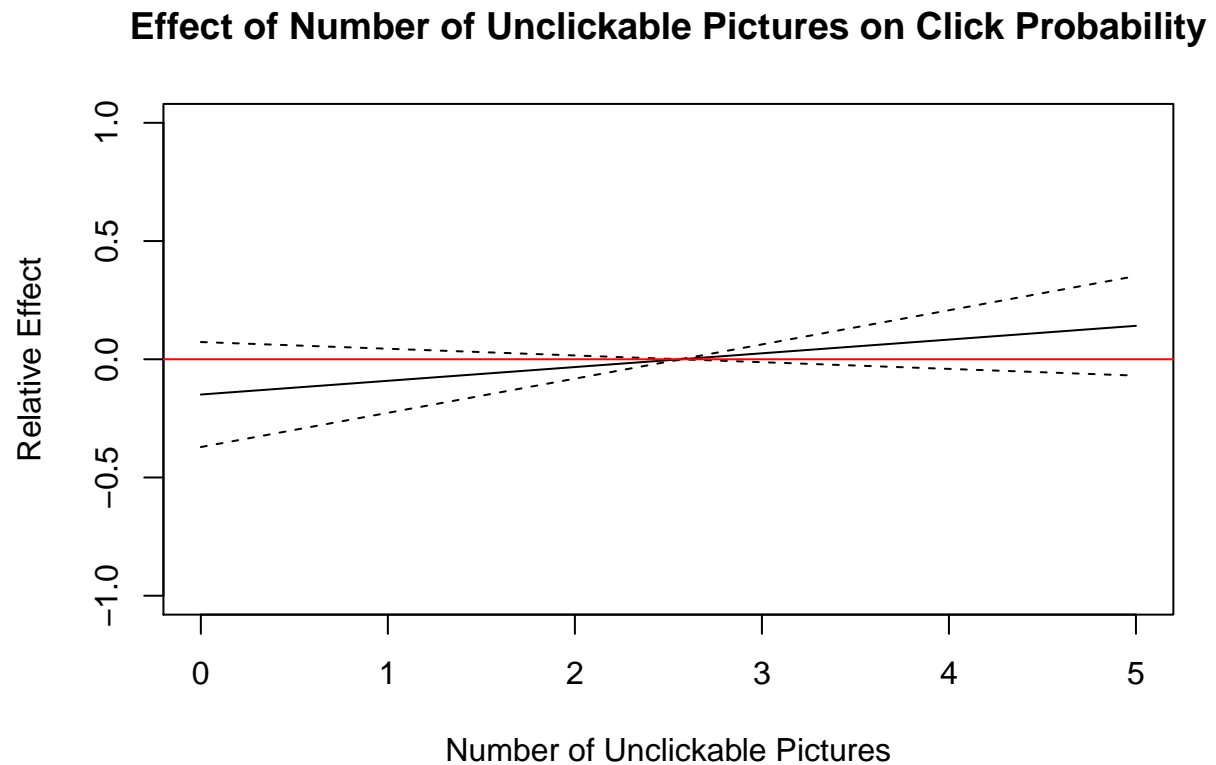 Effect of Number of Unclickable Pictures on Click Probability
Relative Effect
1.0
0.5
0.0
−0.5
−1.0
0 1 2 3 4 5
Number of Unclickable Pictures